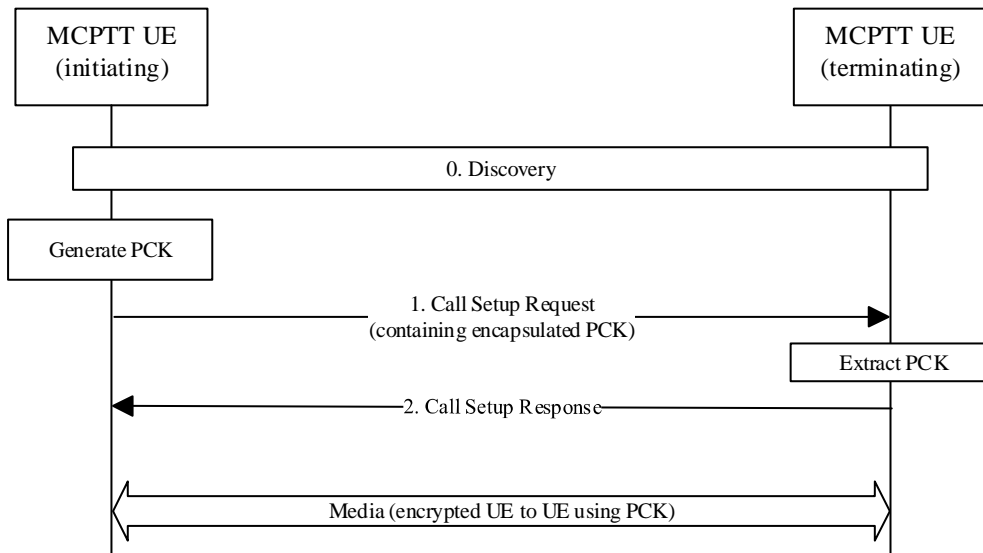 MCPTT UE
(initiating)
MCPTT UE
(terminating)
0. Discovery
Generate PCK
1. Call Setup Request
(containing encapsulated PCK)
Extract PCK
2. Call Setup Response
Media (encrypted UE to UE using PCK)